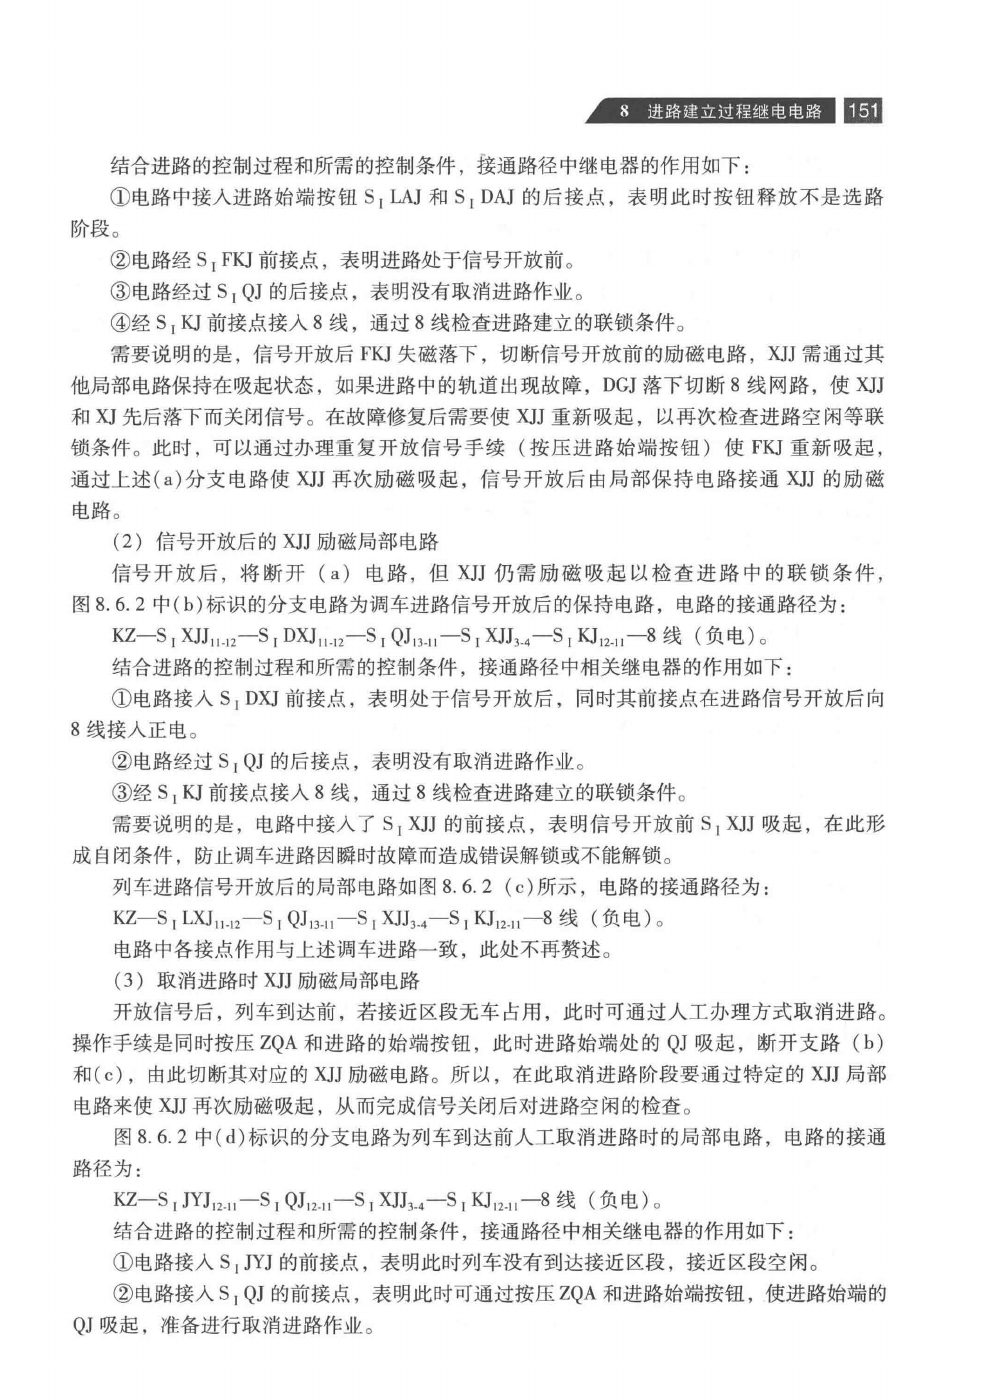 8 进路建立过程继电电路 151
结合进路的控制过程和所需的控制条件，接通路径中继电器的作用如下：
①电路中接入进路始端按钮 SⅠLAJ 和 SⅠDAJ 的后接点，表明此时按钮释放不是选路
阶段。
②电路经 SⅠFKJ 前接点，表明进路处于信号开放前。
③电路经过 SⅠQJ 的后接点，表明没有取消进路作业。
④经 SⅠKJ 前接点接入 8 线，通过 8 线检查进路建立的联锁条件。
需要说明的是，信号开放后 FKJ 失磁落下，切断信号开放前的励磁电路，XJJ 需通过其
他局部电路保持在吸起状态，如果进路中的轨道出现故障，DGJ 落下切断 8 线网路，使 XJJ
和 XJ 先后落下而关闭信号。在故障修复后需要使 XJJ 重新吸起，以再次检查进路空闲等联
锁条件。此时，可以通过办理重复开放信号手续（按压进路始端按钮）使 FKJ 重新吸起，
通过上述(a)分支电路使 XJJ 再次励磁吸起，信号开放后由局部保持电路接通 XJJ 的励磁
电路。
（2）信号开放后的 XJJ 励磁局部电路
信号开放后，将断开（a）电路，但 XJJ 仍需励磁吸起以检查进路中的联锁条件，
图 8.6.2 中(b)标识的分支电路为调车进路信号开放后的保持电路，电路的接通路径为：
KZ—SⅠXJJ11-12—SⅠDXJ11-12—SⅠQJ13-11—SⅠXJJ3-4—SⅠKJ12-11—8 线（负电）。
结合进路的控制过程和所需的控制条件，接通路径中相关继电器的作用如下：
①电路接入 SⅠDXJ 前接点，表明处于信号开放后，同时其前接点在进路信号开放后向
8 线接入正电。
②电路经过 SⅠQJ 的后接点，表明没有取消进路作业。
③经 SⅠKJ 前接点接入 8 线，通过 8 线检查进路建立的联锁条件。
需要说明的是，电路中接入了 SⅠXJJ 的前接点，表明信号开放前 SⅠXJJ 吸起，在此形
成自闭条件，防止调车进路因瞬时故障而造成错误解锁或不能解锁。
列车进路信号开放后的局部电路如图 8.6.2（c)所示，电路的接通路径为：
KZ—SⅠLXJ11-12—SⅠQJ13-11—SⅠXJJ3-4—SⅠKJ12-11—8 线（负电）。
电路中各接点作用与上述调车进路一致，此处不再赘述。
（3）取消进路时 XJJ 励磁局部电路
开放信号后，列车到达前，若接近区段无车占用，此时可通过人工办理方式取消进路。
操作手续是同时按压 ZQA 和进路的始端按钮，此时进路始端处的 QJ 吸起，断开支路（b）
和(c)，由此切断其对应的 XJJ 励磁电路。所以，在此取消进路阶段要通过特定的 XJJ 局部
电路来使 XJJ 再次励磁吸起，从而完成信号关闭后对进路空闲的检查。
图 8.6.2 中(d)标识的分支电路为列车到达前人工取消进路时的局部电路，电路的接通
路径为：
KZ—SⅠJYJ12-11—SⅠQJ12-11—SⅠXJJ3-4—SⅠKJ12-11—8 线（负电）。
结合进路的控制过程和所需的控制条件，接通路径中相关继电器的作用如下：
①电路接入 SⅠJYJ 的前接点，表明此时列车没有到达接近区段，接近区段空闲。
②电路接入 SⅠQJ 的前接点，表明此时可通过按压 ZQA 和进路始端按钮，使进路始端的
QJ 吸起，准备进行取消进路作业。